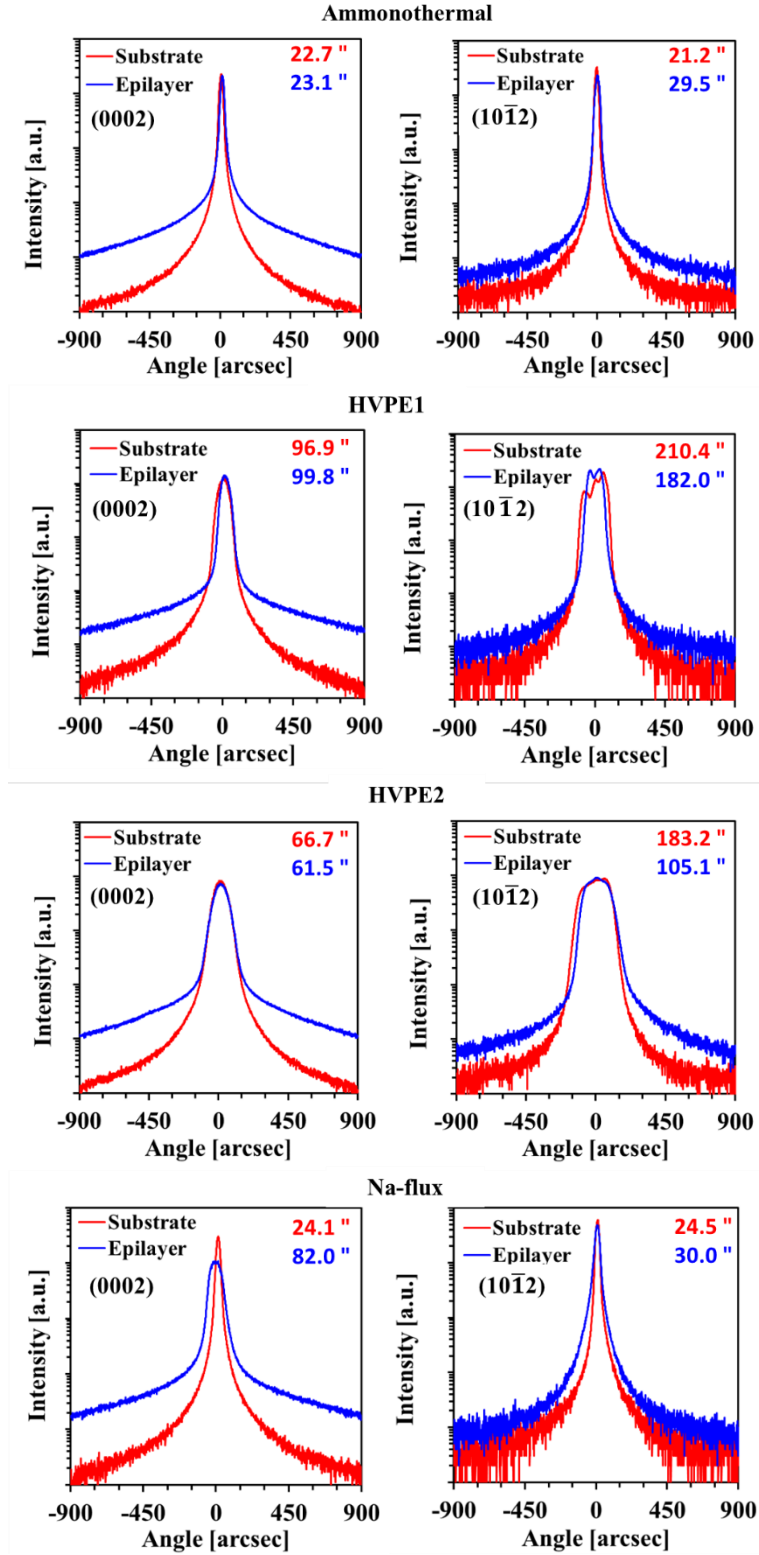 Ammonothermal
Substrate 22.7 "
Epilayer 23.1 "
(0002)
Intensity [a.u.]
-900 -450 0 450 900
Angle [arcsec]
Substrate 21.2 "
Epilayer 29.5 "
(101̅2)
Intensity [a.u.]
-900 -450 0 450 900
Angle [arcsec]
HVPE1
Substrate 96.9 "
Epilayer 99.8 "
(0002)
Intensity [a.u.]
-900 -450 0 450 900
Angle [arcsec]
Substrate 210.4 "
Epilayer 182.0 "
(10 1̅ 2)
Intensity [a.u.]
-900 -450 0 450 900
Angle [arcsec]
HVPE2
Substrate 66.7 "
Epilayer 61.5 "
(0002)
Intensity [a.u.]
-900 -450 0 450 900
Angle [arcsec]
Substrate 183.2 "
Epilayer 105.1 "
(101̅2)
Intensity [a.u.]
-900 -450 0 450 900
Angle [arcsec]
Na-flux
Substrate 24.1 "
Epilayer 82.0 "
(0002)
Intensity [a.u.]
-900 -450 0 450 900
Angle [arcsec]
Substrate 24.5 "
Epilayer 30.0 "
(101̅2)
Intensity [a.u.]
-900 -450 0 450 900
Angle [arcsec]